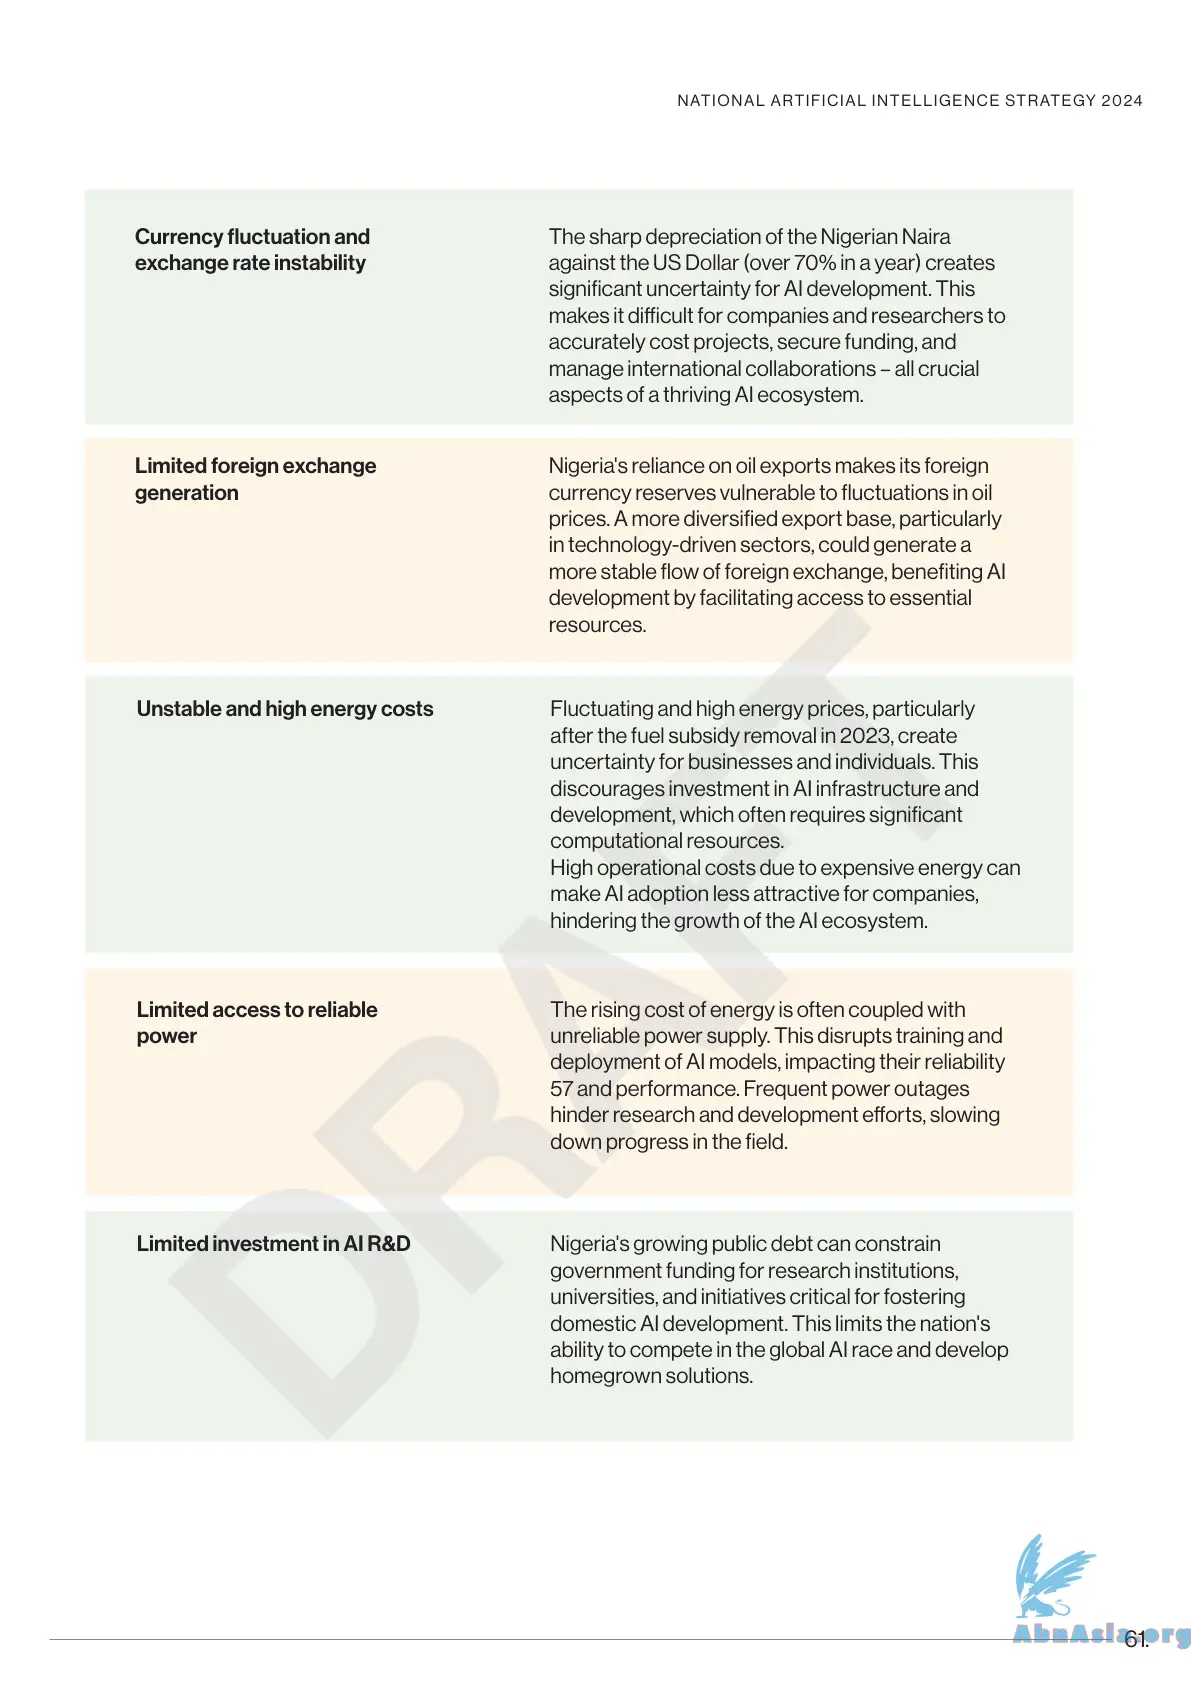 NATIONAL ARTIFICIAL INTELLIGENCE STRATEGY 2024
Currency fluctuation and
exchange rate instability
The sharp depreciation of the Nigerian Naira
against the US Dollar (over 70% in a year) creates
significant uncertainty for AI development. This
makes it difficult for companies and researchers to
accurately cost projects, secure funding, and
manage international collaborations – all crucial
aspects of a thriving AI ecosystem.
Limited foreign exchange
generation
Nigeria's reliance on oil exports makes its foreign
currency reserves vulnerable to fluctuations in oil
prices. A more diversified export base, particularly
in technology-driven sectors, could generate a
more stable flow of foreign exchange, benefiting AI
development by facilitating access to essential
resources.
Unstable and high energy costs
Fluctuating and high energy prices, particularly
after the fuel subsidy removal in 2023, create
uncertainty for businesses and individuals. This
discourages investment in AI infrastructure and
development, which often requires significant
computational resources.
High operational costs due to expensive energy can
make AI adoption less attractive for companies,
hindering the growth of the AI ecosystem.
Limited access to reliable
power
The rising cost of energy is often coupled with
unreliable power supply. This disrupts training and
deployment of AI models, impacting their reliability
57 and performance. Frequent power outages
hinder research and development efforts, slowing
down progress in the field.
Limited investment in AI R&D
Nigeria's growing public debt can constrain
government funding for research institutions,
universities, and initiatives critical for fostering
domestic AI development. This limits the nation's
ability to compete in the global AI race and develop
homegrown solutions.
DRAFT
AbnAsia.org
61.